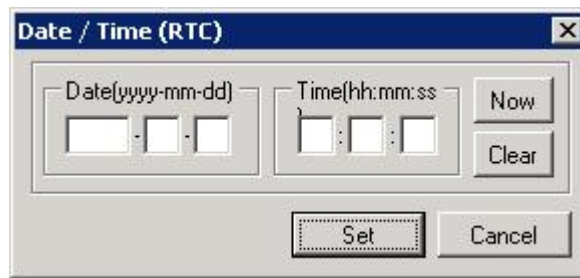 Date / Time (RTC)
Date(yyyy-mm-dd)
Time(hh:mm:ss
)
- -
: :
Now
Clear
Set
Cancel